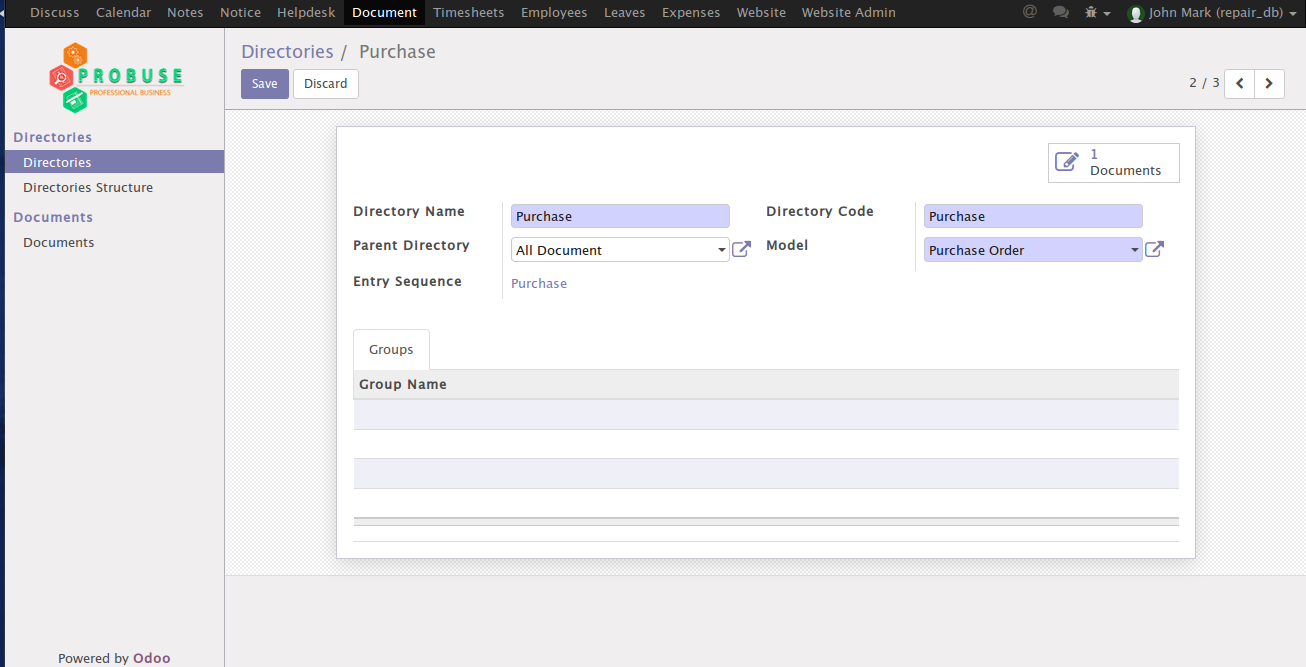 Discuss Calendar Notes Notice Helpdesk Document Timesheets Employees Leaves Expenses Website Website Admin @ John Mark (repair_db)
PROBUSE
PROFESSIONAL BUSINESS
Directories / Purchase
Save Discard
2 / 3
Directories
Directories
Directories Structure
Documents
Documents
1
Documents
Directory Name Purchase Directory Code Purchase
Parent Directory All Document Model Purchase Order
Entry Sequence Purchase
Groups
Group Name
Powered by Odoo